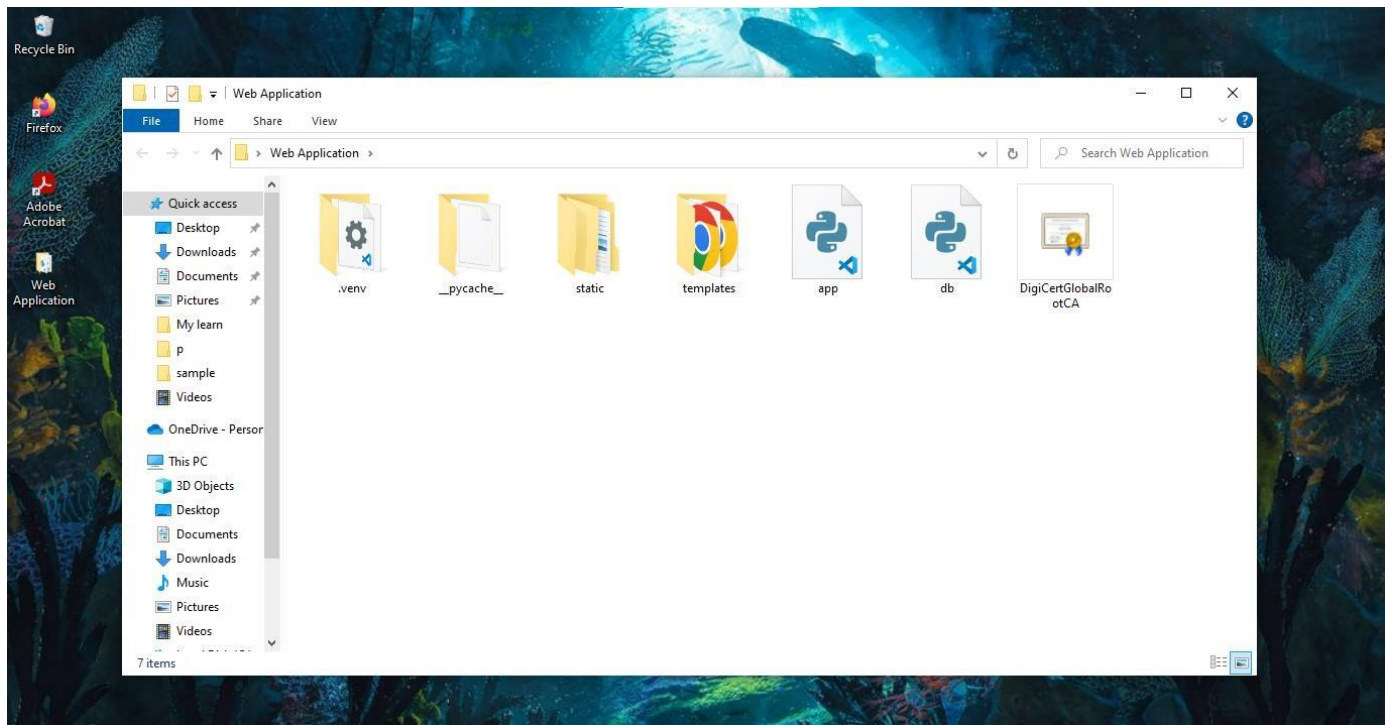 Recycle Bin
Firefox
Adobe
Acrobat
Web
Application
Web Application
File Home Share View
Web Application
Search Web Application
Quick access
Desktop
Downloads
Documents
Pictures
My learn
p
sample
Videos
OneDrive - Person
This PC
3D Objects
Desktop
Documents
Downloads
Music
Pictures
Videos
.venv
__pycache__
static
templates
app
db
DigiCertGlobalRo
otCA
7 items